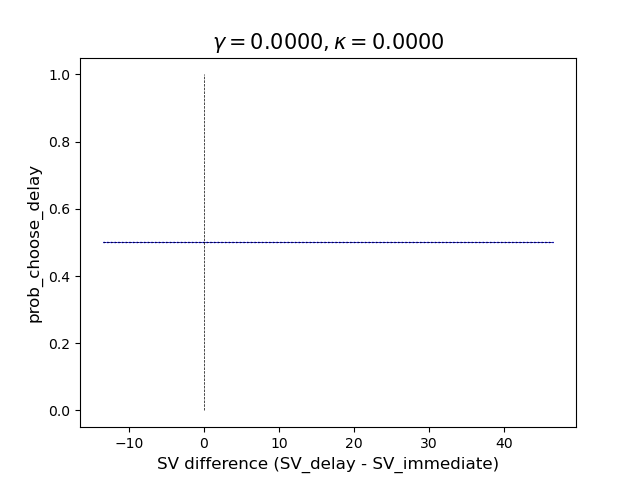 γ = 0.0000, κ = 0.0000
1.0
0.8
0.6
0.4
0.2
0.0
prob_choose_delay
−10 0 10 20 30 40
SV difference (SV_delay - SV_immediate)